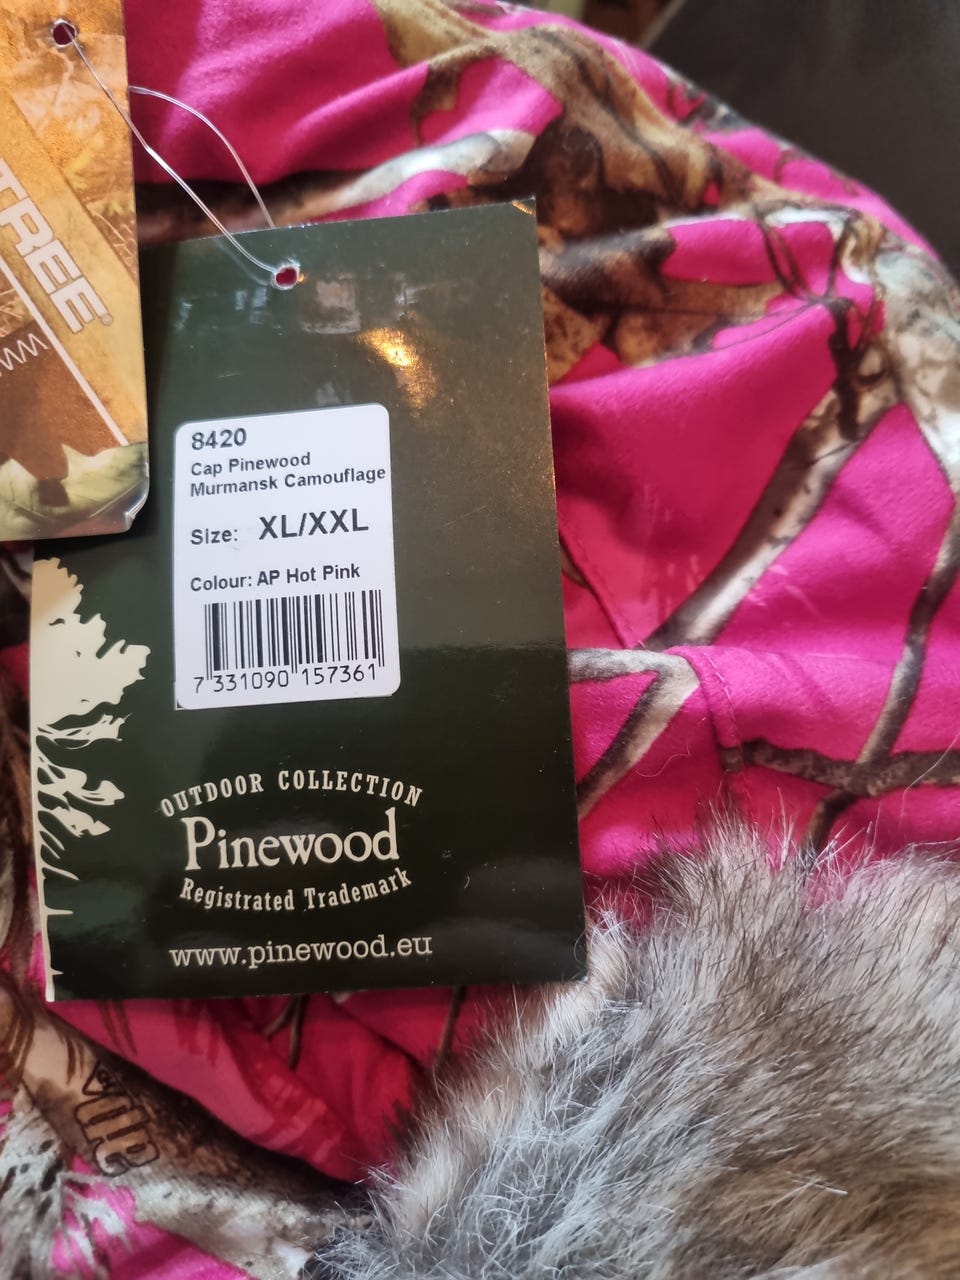 TREE®
WWW
8420
Cap Pinewood
Murmansk Camouflage
Size: XL/XXL
Colour: AP Hot Pink
7 331090 157361
OUTDOOR COLLECTION
Pinewood
Registrated Trademark
www.pinewood.eu